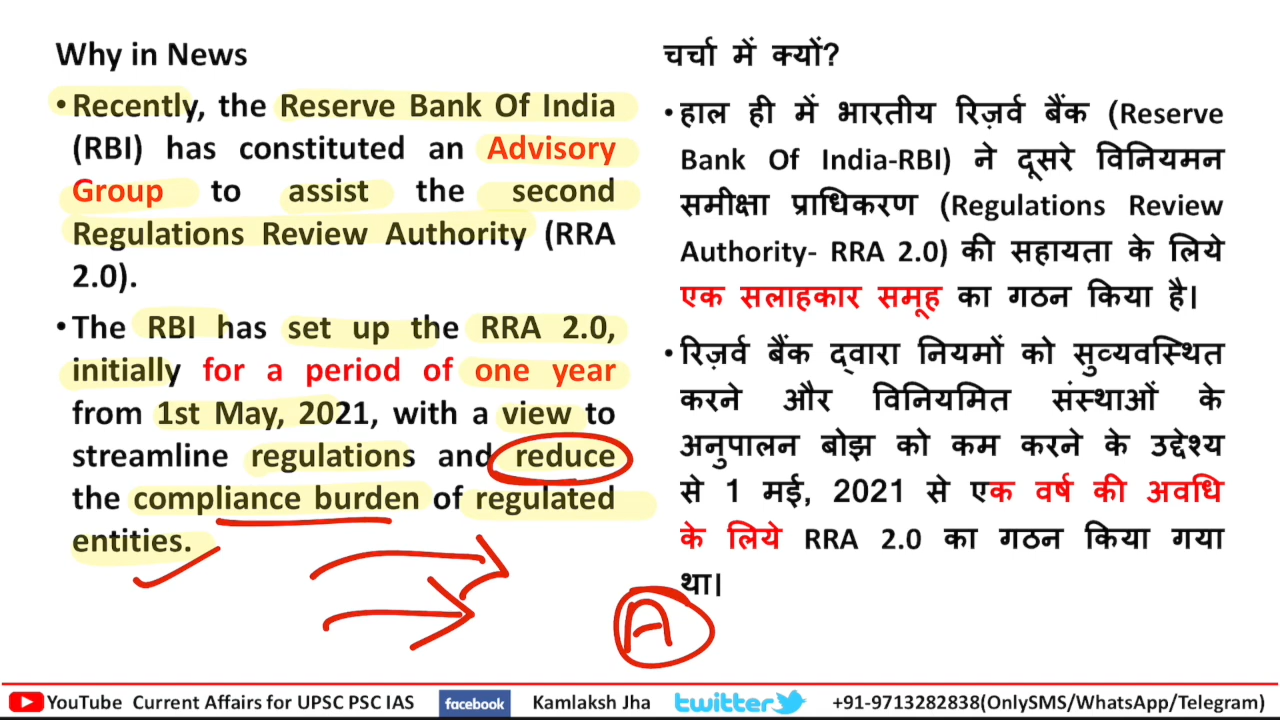 Why in News
• Recently, the Reserve Bank Of India
(RBI) has constituted an Advisory
Group to assist the second
Regulations Review Authority (RRA
2.0).
• The RBI has set up the RRA 2.0,
initially for a period of one year
from 1st May, 2021, with a view to
streamline regulations and reduce
the compliance burden of regulated
entities.
चर्चा में क्यों?
• हाल ही में भारतीय रिज़र्व बैंक (Reserve
Bank Of India-RBI) ने दूसरे विनियमन
समीक्षा प्राधिकरण (Regulations Review
Authority- RRA 2.0) की सहायता के लिये
एक सलाहकार समूह का गठन किया है।
• रिज़र्व बैंक द्वारा नियमों को सुव्यवस्थित
करने और विनियमित संस्थाओं के
अनुपालन बोझ को कम करने के उद्देश्य
से 1 मई, 2021 से एक वर्ष की अवधि
के लिये RRA 2.0 का गठन किया गया
था।
A
YouTube Current Affairs for UPSC PSC IAS facebook Kamlaksh Jha twitter +91-9713282838(OnlySMS/WhatsApp/Telegram)